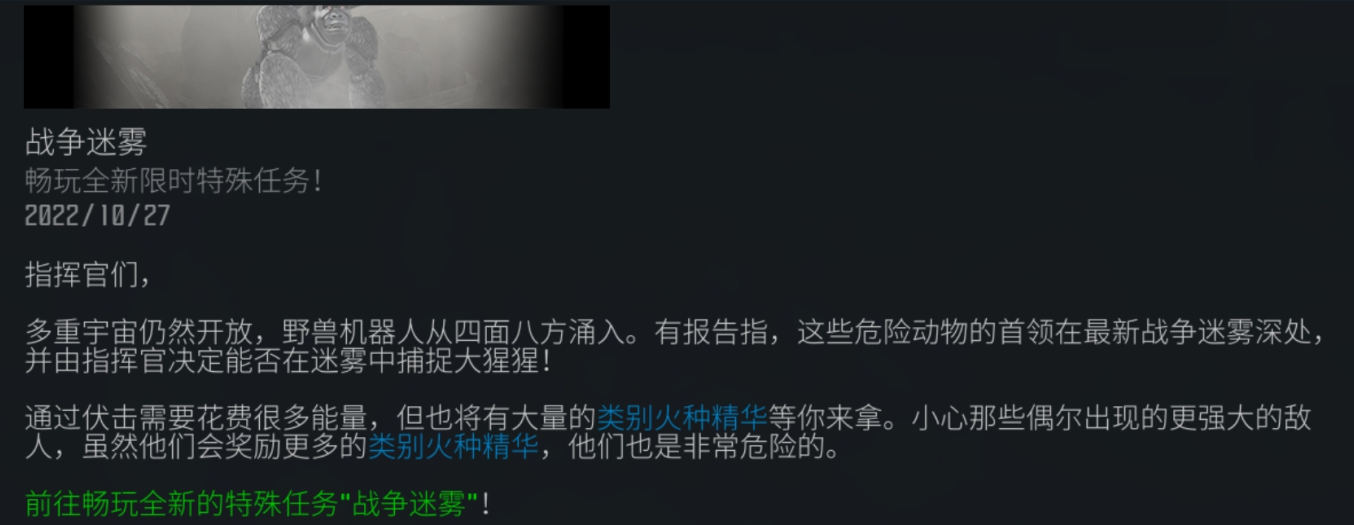 战争迷雾
畅玩全新限时特殊任务！
2022/10/27
指挥官们，
多重宇宙仍然开放，野兽机器人从四面八方涌入。有报告指，这些危险动物的首领在最新战争迷雾深处，
并由指挥官决定能否在迷雾中捕捉大猩猩！
通过伏击需要花费很多能量，但也将有大量的类别火种精华等你来拿。小心那些偶尔出现的更强大的敌
人，虽然他们会奖励更多的类别火种精华，他们也是非常危险的。
前往畅玩全新的特殊任务"战争迷雾"！